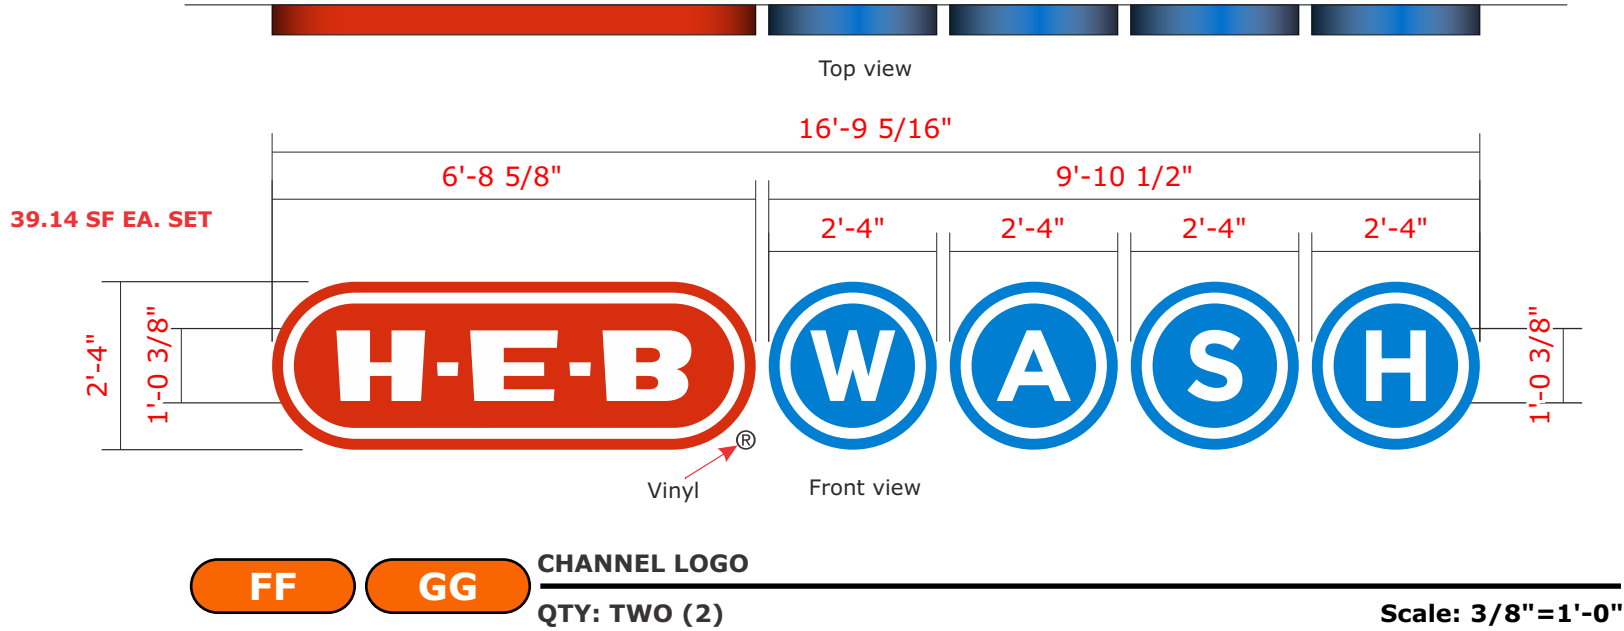 Top view
16'-9 5/16"
6'-8 5/8"
9'-10 1/2"
39.14 SF EA. SET
2'-4"
2'-4"
2'-4"
2'-4"
2'-4"
1'-0 3/8"
H-E-B
W A S H
1'-0 3/8"
®
Vinyl
Front view
FF
GG
CHANNEL LOGO
QTY: TWO (2)
Scale: 3/8"=1'-0"